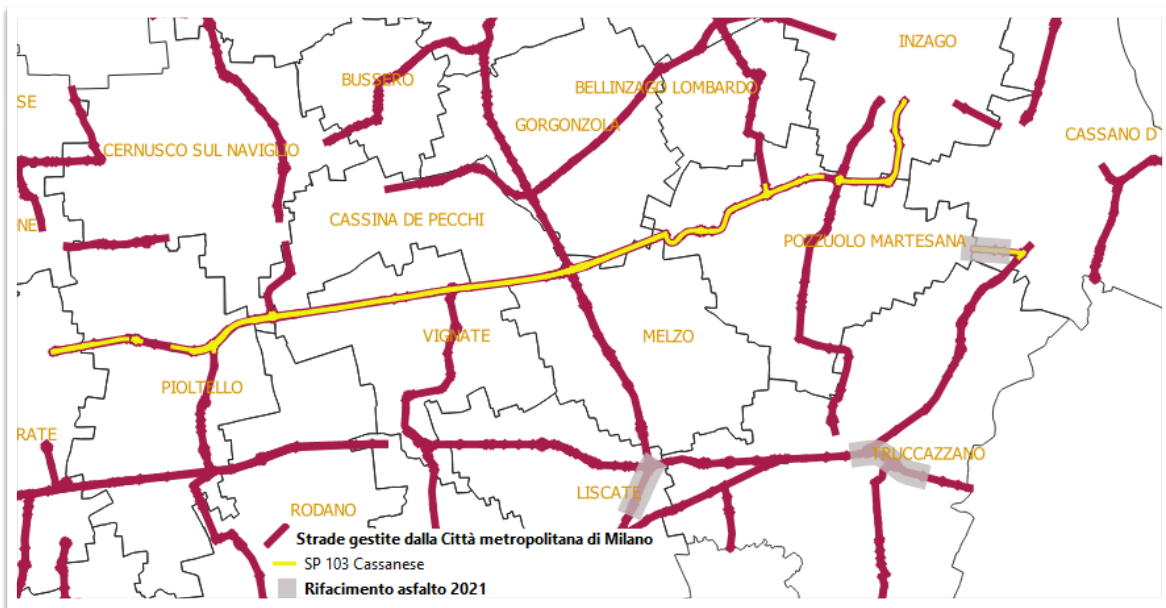 INZAGO
BUSSERO
BELLINZAGO LOMBARDO
SE
GORGONZOLA
CASSANO D
CERNUSCO SUL NAVIGLIO
NE
CASSINA DE PECCHI
POZZUOLO MARTESANA
VIGNATE
MELZO
PIOLTELLO
RATE
TRUCCAZZANO
LISCATE
RODANO
Strade gestite dalla Città metropolitana di Milano
SP 103 Cassanese
Rifacimento asfalto 2021